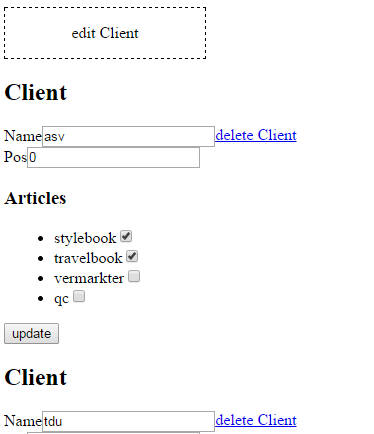 edit Client
Client
Name asv delete Client
Pos 0
Articles
stylebook
travelbook
vermarkter
qc
update
Client
Name tdu delete Client